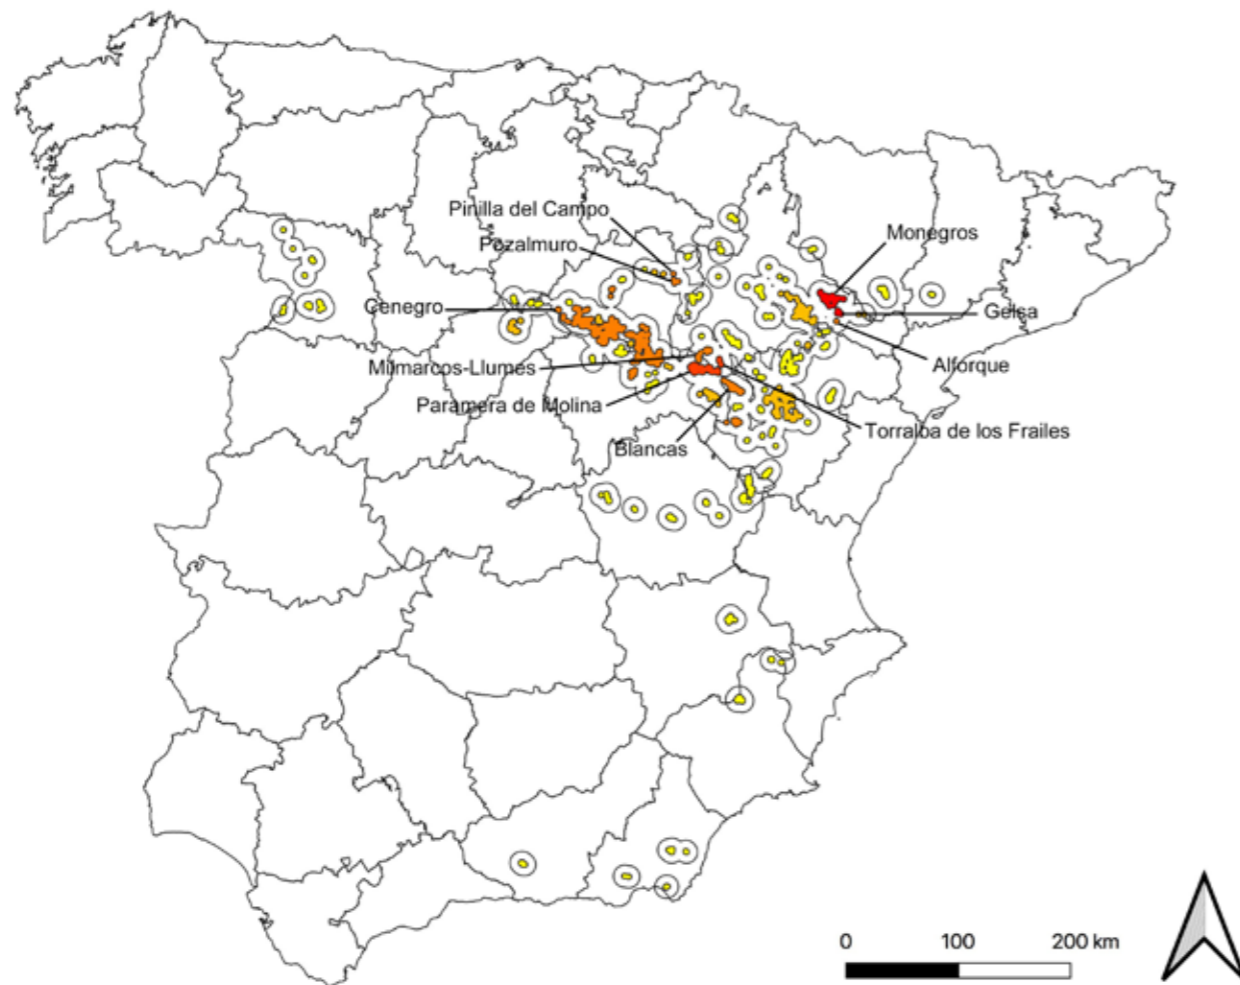 Pinilla del Campo
Pozalmuro
Monegros
Cenegro
Gelsa
Milmarcos-Llumes
Alforque
Paramera de Molina
Torralba de los Frailes
Blancas
0 100 200 km